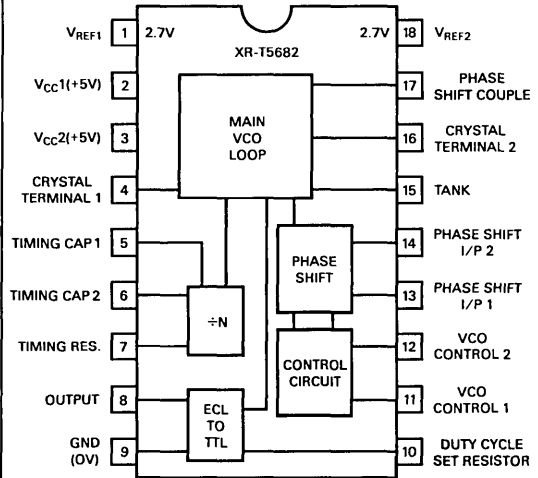 XR-T5682
VREF1 1 2.7V
VCC1(+5V) 2
VCC2(+5V) 3
CRYSTAL
TERMINAL 1
4
TIMING CAP 1 5
TIMING CAP 2 6
TIMING RES. 7
OUTPUT 8
GND
(0V)
9
MAIN
VCO
LOOP
PHASE
SHIFT
÷N
CONTROL
CIRCUIT
ECL
TO
TTL
2.7V 18 VREF2
17 PHASE
SHIFT COUPLE
16 CRYSTAL
TERMINAL 2
15 TANK
14 PHASE SHIFT
I/P 2
13 PHASE SHIFT
I/P 1
12 VCO
CONTROL 2
11 VCO
CONTROL 1
10 DUTY CYCLE
SET RESISTOR